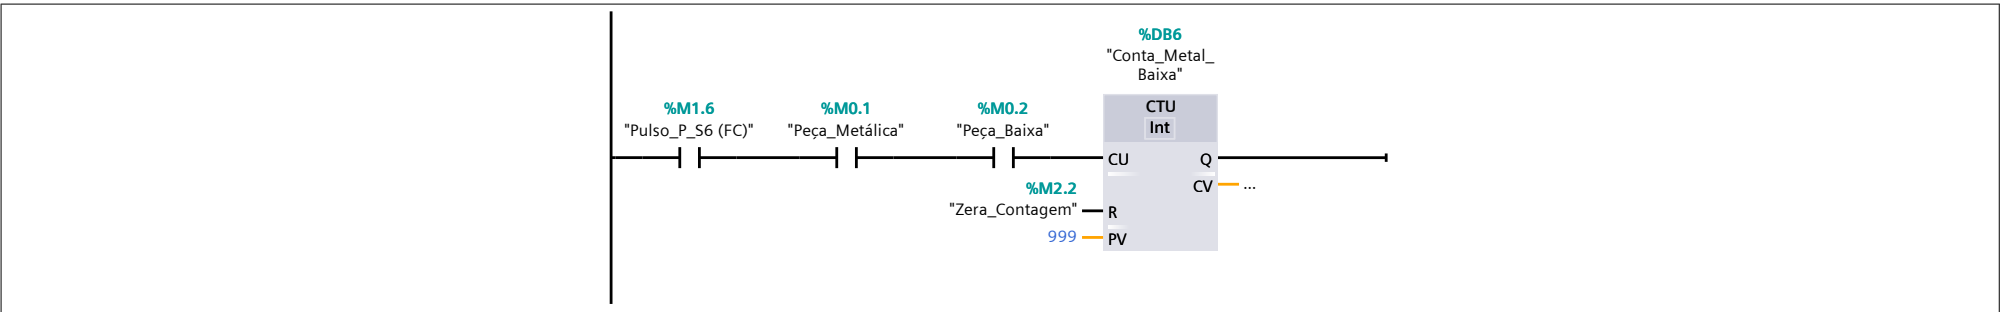 %DB6
"Conta_Metal_
Baixa"
%M1.6
"Pulso_P_S6 (FC)"
%M0.1
"Peça_Metálica"
%M0.2
"Peça_Baixa"
CTU
Int
CU
Q
CV
...
%M2.2
"Zera_Contagem"
R
999
PV